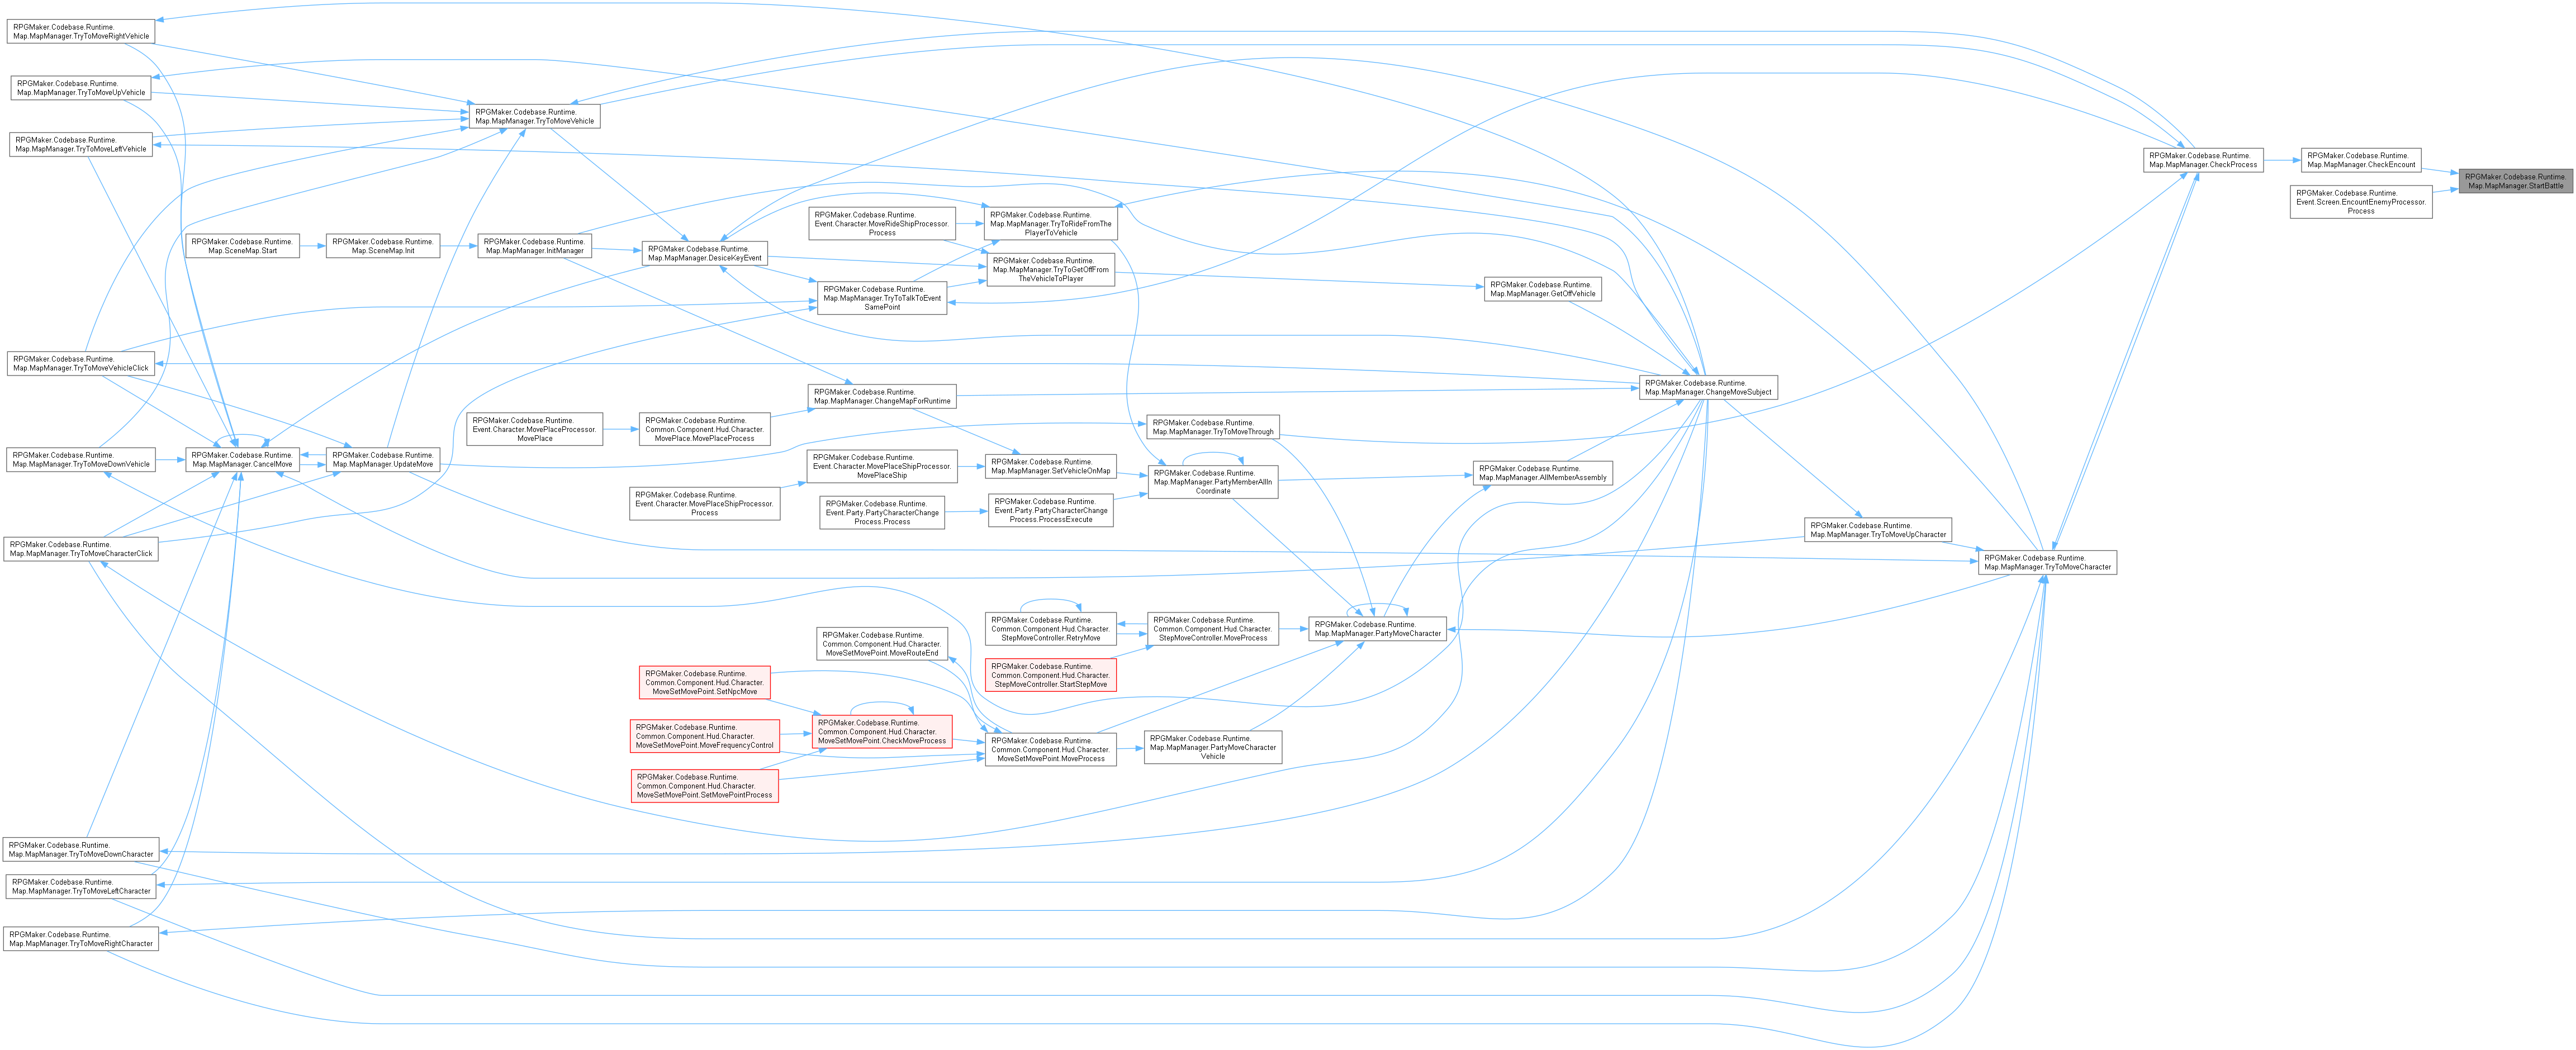 RPGMaker.Codebase.Runtime.
Map.MapManager.TryToMoveRightVehicle
RPGMaker.Codebase.Runtime.
Map.MapManager.TryToMoveUpVehicle
RPGMaker.Codebase.Runtime.
Map.MapManager.TryToMoveLeftVehicle
RPGMaker.Codebase.Runtime.
Map.MapManager.TryToMoveVehicleClick
RPGMaker.Codebase.Runtime.
Map.MapManager.TryToMoveDownVehicle
RPGMaker.Codebase.Runtime.
Map.MapManager.TryToMoveCharacterClick
RPGMaker.Codebase.Runtime.
Map.MapManager.TryToMoveDownCharacter
RPGMaker.Codebase.Runtime.
Map.MapManager.TryToMoveLeftCharacter
RPGMaker.Codebase.Runtime.
Map.MapManager.TryToMoveRightCharacter
RPGMaker.Codebase.Runtime.
Map.SceneMap.Start
RPGMaker.Codebase.Runtime.
Map.MapManager.CancelMove
RPGMaker.Codebase.Runtime.
Map.SceneMap.Init
RPGMaker.Codebase.Runtime.
Map.MapManager.UpdateMove
RPGMaker.Codebase.Runtime.
Map.MapManager.TryToMoveVehicle
RPGMaker.Codebase.Runtime.
Map.MapManager.InitManager
RPGMaker.Codebase.Runtime.
Event.Character.MovePlaceProcessor.
MovePlace
RPGMaker.Codebase.Runtime.
Map.MapManager.DesiceKeyEvent
RPGMaker.Codebase.Runtime.
Common.Component.Hud.Character.
MovePlace.MovePlaceProcess
RPGMaker.Codebase.Runtime.
Event.Character.MovePlaceShipProcessor.
Process
RPGMaker.Codebase.Runtime.
Common.Component.Hud.Character.
MoveSetMovePoint.SetNpcMove
RPGMaker.Codebase.Runtime.
Common.Component.Hud.Character.
MoveSetMovePoint.MoveFrequencyControl
RPGMaker.Codebase.Runtime.
Common.Component.Hud.Character.
MoveSetMovePoint.SetMovePointProcess
RPGMaker.Codebase.Runtime.
Event.Character.MoveRideShipProcessor.
Process
RPGMaker.Codebase.Runtime.
Map.MapManager.TryToTalkToEvent
SamePoint
RPGMaker.Codebase.Runtime.
Map.MapManager.ChangeMapForRuntime
RPGMaker.Codebase.Runtime.
Event.Character.MovePlaceShipProcessor.
MovePlaceShip
RPGMaker.Codebase.Runtime.
Event.Party.PartyCharacterChange
Process.Process
RPGMaker.Codebase.Runtime.
Common.Component.Hud.Character.
MoveSetMovePoint.MoveRouteEnd
RPGMaker.Codebase.Runtime.
Common.Component.Hud.Character.
MoveSetMovePoint.CheckMoveProcess
RPGMaker.Codebase.Runtime.
Map.MapManager.TryToRideFromThe
PlayerToVehicle
RPGMaker.Codebase.Runtime.
Map.MapManager.TryToGetOffFrom
TheVehicleToPlayer
RPGMaker.Codebase.Runtime.
Map.MapManager.SetVehicleOnMap
RPGMaker.Codebase.Runtime.
Event.Party.PartyCharacterChange
Process.ProcessExecute
RPGMaker.Codebase.Runtime.
Common.Component.Hud.Character.
StepMoveController.RetryMove
RPGMaker.Codebase.Runtime.
Common.Component.Hud.Character.
StepMoveController.StartStepMove
RPGMaker.Codebase.Runtime.
Common.Component.Hud.Character.
MoveSetMovePoint.MoveProcess
RPGMaker.Codebase.Runtime.
Map.MapManager.TryToMoveThrough
RPGMaker.Codebase.Runtime.
Map.MapManager.PartyMemberAllIn
Coordinate
RPGMaker.Codebase.Runtime.
Common.Component.Hud.Character.
StepMoveController.MoveProcess
RPGMaker.Codebase.Runtime.
Map.MapManager.PartyMoveCharacter
Vehicle
RPGMaker.Codebase.Runtime.
Map.MapManager.PartyMoveCharacter
RPGMaker.Codebase.Runtime.
Map.MapManager.GetOffVehicle
RPGMaker.Codebase.Runtime.
Map.MapManager.AllMemberAssembly
RPGMaker.Codebase.Runtime.
Map.MapManager.ChangeMoveSubject
RPGMaker.Codebase.Runtime.
Map.MapManager.TryToMoveUpCharacter
RPGMaker.Codebase.Runtime.
Map.MapManager.TryToMoveCharacter
RPGMaker.Codebase.Runtime.
Map.MapManager.CheckProcess
RPGMaker.Codebase.Runtime.
Map.MapManager.CheckEncount
RPGMaker.Codebase.Runtime.
Event.Screen.EncountEnemyProcessor.
Process
RPGMaker.Codebase.Runtime.
Map.MapManager.StartBattle